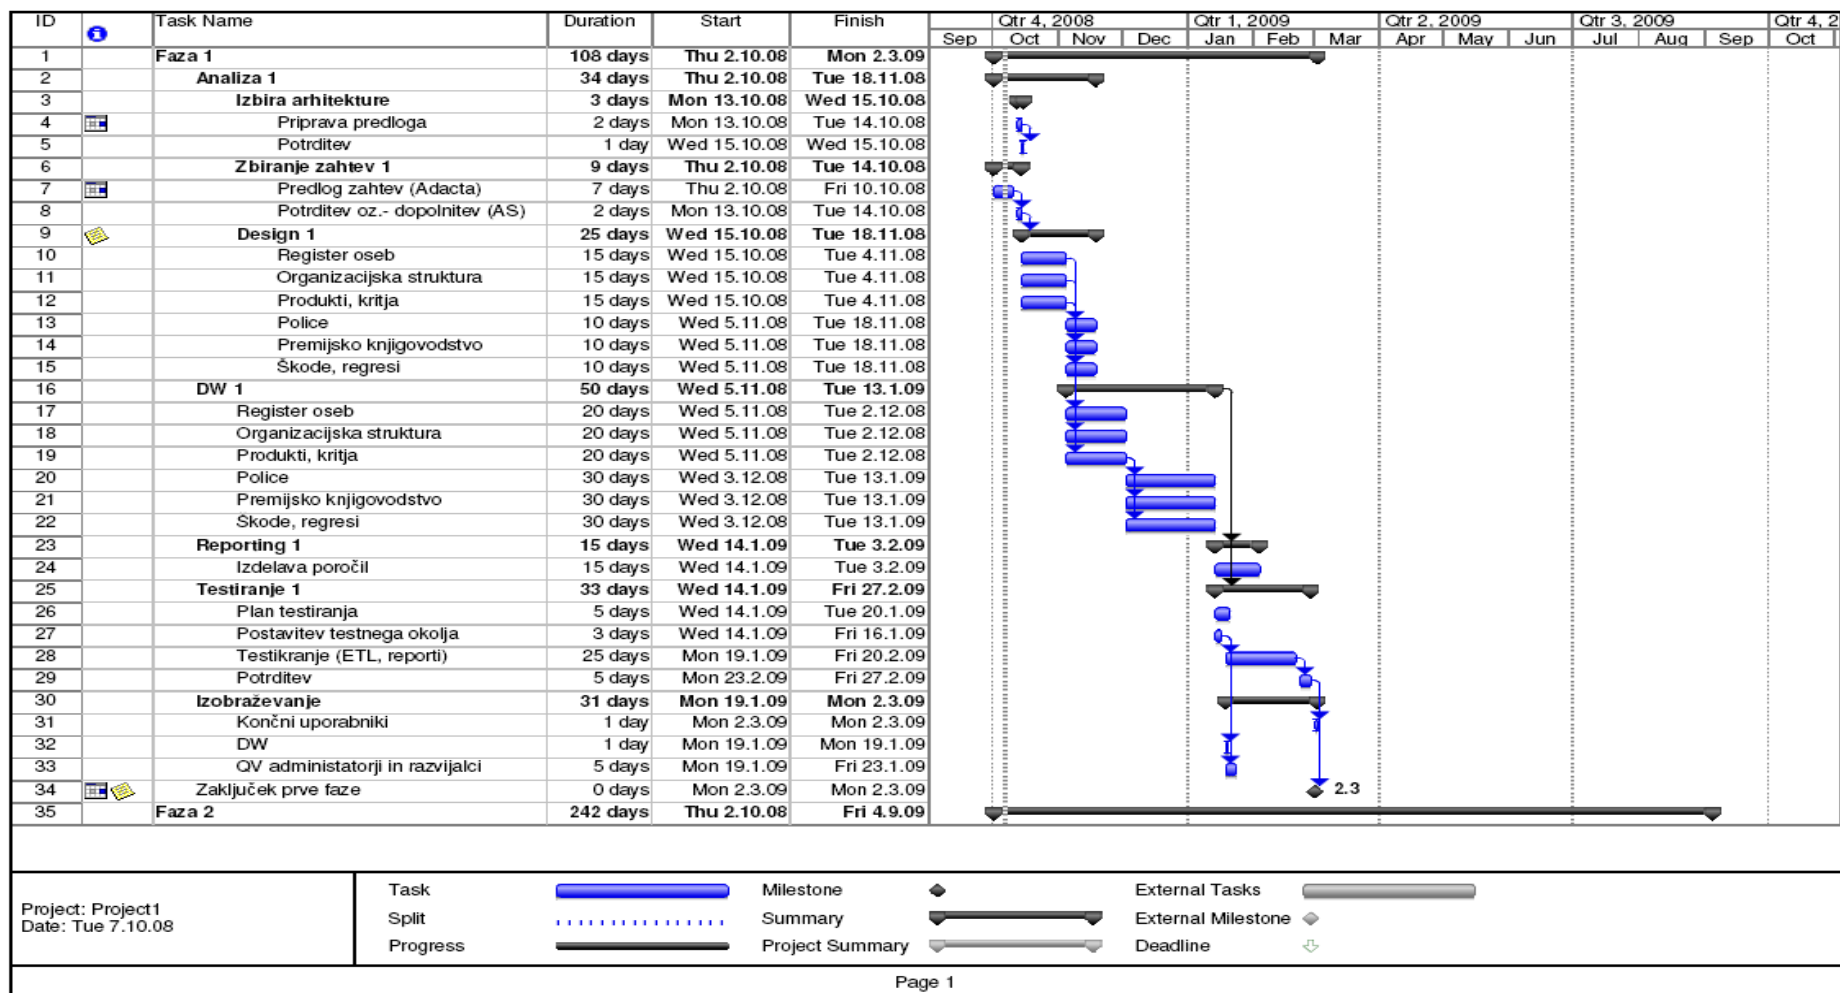 ID Task Name Duration Start Finish Qtr 4, 2008 Qtr 1, 2009 Qtr 2, 2009 Qtr 3, 2009 Qtr 4, 2
Sep Oct Nov Dec Jan Feb Mar Apr May Jun Jul Aug Sep Oct
1 Faza 1 108 days Thu 2.10.08 Mon 2.3.09
2 Analiza 1 34 days Thu 2.10.08 Tue 18.11.08
3 Izbira arhitekture 3 days Mon 13.10.08 Wed 15.10.08
4 Priprava predloga 2 days Mon 13.10.08 Tue 14.10.08
5 Potrditev 1 day Wed 15.10.08 Wed 15.10.08
6 Zbiranje zahtev 1 9 days Thu 2.10.08 Tue 14.10.08
7 Predlog zahtev (Adacta) 7 days Thu 2.10.08 Fri 10.10.08
8 Potrditev oz.- dopolnitev (AS) 2 days Mon 13.10.08 Tue 14.10.08
9 Design 1 25 days Wed 15.10.08 Tue 18.11.08
10 Register oseb 15 days Wed 15.10.08 Tue 4.11.08
11 Organizacijska struktura 15 days Wed 15.10.08 Tue 4.11.08
12 Produkti, kritja 15 days Wed 15.10.08 Tue 4.11.08
13 Police 10 days Wed 5.11.08 Tue 18.11.08
14 Premijsko knjigovodstvo 10 days Wed 5.11.08 Tue 18.11.08
15 Škode, regresi 10 days Wed 5.11.08 Tue 18.11.08
16 DW 1 50 days Wed 5.11.08 Tue 13.1.09
17 Register oseb 20 days Wed 5.11.08 Tue 2.12.08
18 Organizacijska struktura 20 days Wed 5.11.08 Tue 2.12.08
19 Produkti, kritja 20 days Wed 5.11.08 Tue 2.12.08
20 Police 30 days Wed 3.12.08 Tue 13.1.09
21 Premijsko knjigovodstvo 30 days Wed 3.12.08 Tue 13.1.09
22 Škode, regresi 30 days Wed 3.12.08 Tue 13.1.09
23 Reporting 1 15 days Wed 14.1.09 Tue 3.2.09
24 Izdelava poročil 15 days Wed 14.1.09 Tue 3.2.09
25 Testiranje 1 33 days Wed 14.1.09 Fri 27.2.09
26 Plan testiranja 5 days Wed 14.1.09 Tue 20.1.09
27 Postavitev testnega okolja 3 days Wed 14.1.09 Fri 16.1.09
28 Testikranje (ETL, reporti) 25 days Mon 19.1.09 Fri 20.2.09
29 Potrditev 5 days Mon 23.2.09 Fri 27.2.09
30 Izobraževanje 31 days Mon 19.1.09 Mon 2.3.09
31 Končni uporabniki 1 day Mon 2.3.09 Mon 2.3.09
32 DW 1 day Mon 19.1.09 Mon 19.1.09
33 QV administatorji in razvijalci 5 days Mon 19.1.09 Fri 23.1.09
34 Zaključek prve faze 0 days Mon 2.3.09 Mon 2.3.09 2.3
35 Faza 2 242 days Thu 2.10.08 Fri 4.9.09
Project: Project1
Date: Tue 7.10.08
Task Milestone External Tasks
Split Summary External Milestone
Progress Project Summary Deadline
Page 1